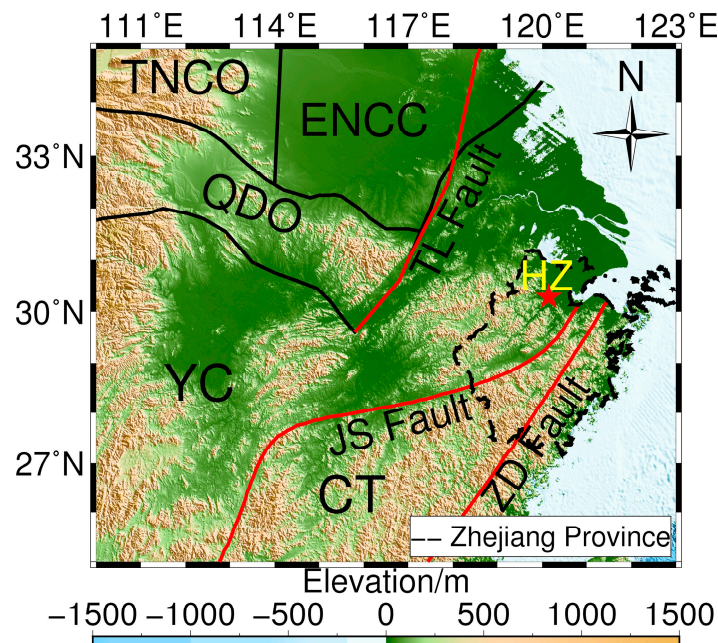 111°E 114°E 117°E 120°E 123°E
TNCO
N
ENCC
33°N
QDO
TL Fault
HZ
30°N
YC
JS Fault
ZD Fault
27°N
CT
Zhejiang Province
Elevation/m
−1500 −1000 −500 0 500 1000 1500